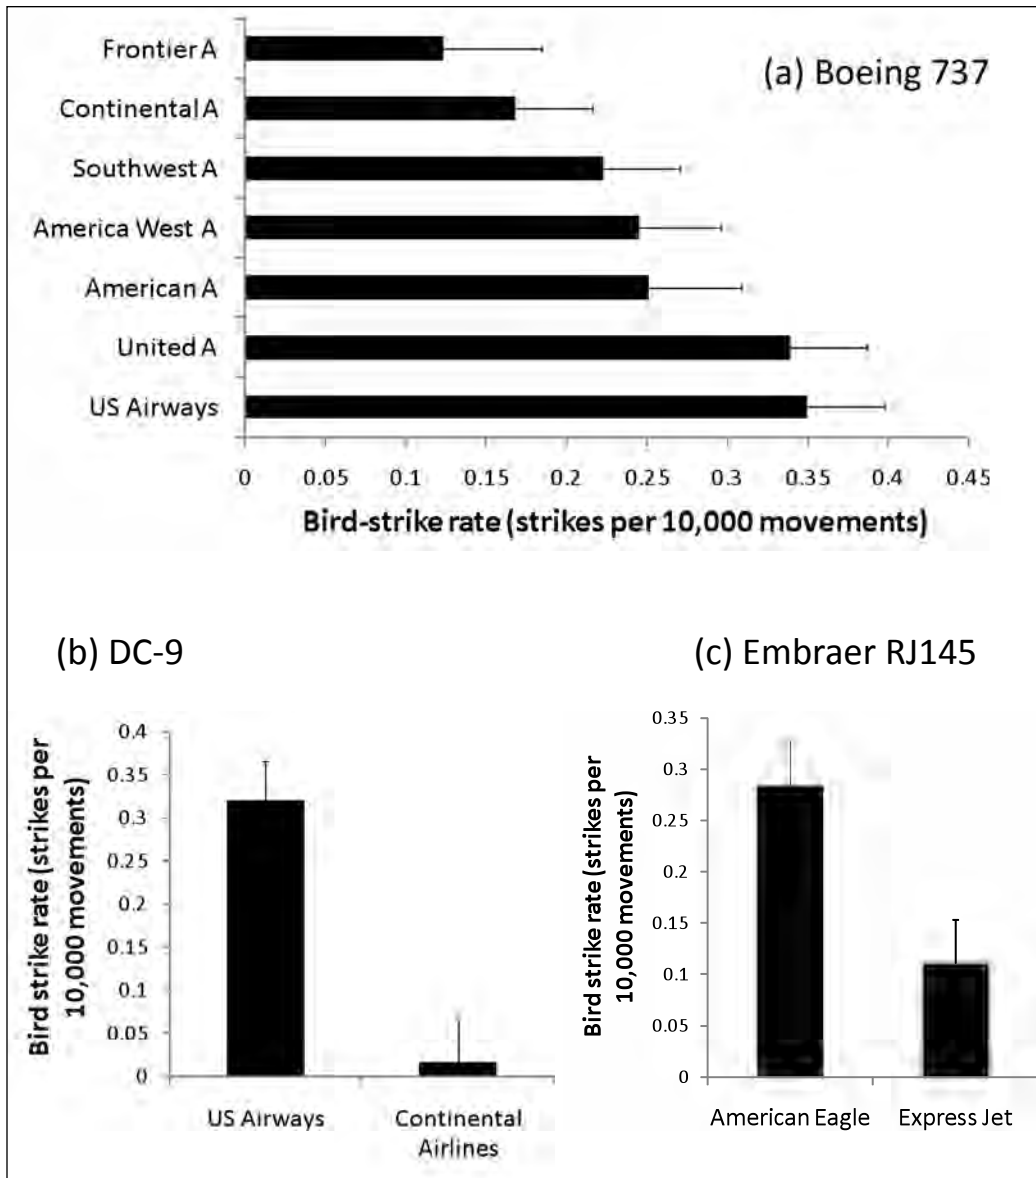 (a) Boeing 737
Frontier A
Continental A
Southwest A
America West A
American A
United A
US Airways
0 0.05 0.1 0.15 0.2 0.25 0.3 0.35 0.4 0.45
Bird-strike rate (strikes per 10,000 movements)
(b) DC-9
Bird strike rate (strikes per
10,000 movements)
0.4
0.35
0.3
0.25
0.2
0.15
0.1
0.05
0
US Airways
Continental
Airlines
(c) Embraer RJ145
Bird strike rate (strikes per
10,000 movements)
0.35
0.3
0.25
0.2
0.15
0.1
0.05
0
American Eagle
Express Jet